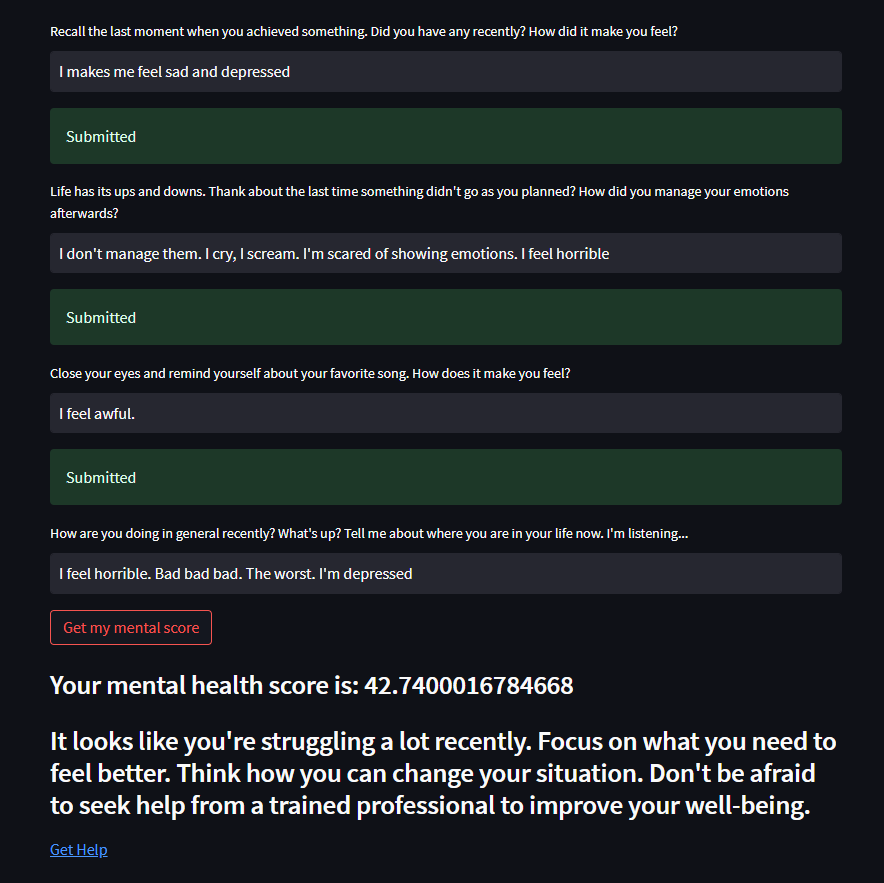 Recall the last moment when you achieved something. Did you have any recently? How did it make you feel?
I makes me feel sad and depressed
Submitted
Life has its ups and downs. Thank about the last time something didn't go as you planned? How did you manage your emotions
afterwards?
I don't manage them. I cry, I scream. I'm scared of showing emotions. I feel horrible
Submitted
Close your eyes and remind yourself about your favorite song. How does it make you feel?
I feel awful.
Submitted
How are you doing in general recently? What's up? Tell me about where you are in your life now. I'm listening...
I feel horrible. Bad bad bad. The worst. I'm depressed
Get my mental score
Your mental health score is: 42.7400016784668
It looks like you're struggling a lot recently. Focus on what you need to
feel better. Think how you can change your situation. Don't be afraid
to seek help from a trained professional to improve your well-being.
Get Help